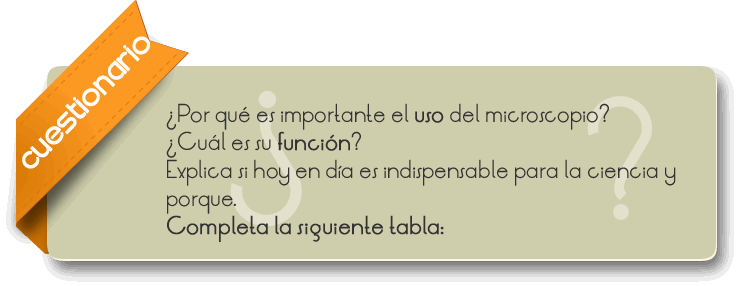 cuestionario
¿Por qué es importante el uso del microscopio?
¿Cuál es su función?
Explica si hoy en día es indispensable para la ciencia y
porque.
Completa la siguiente tabla:
¿ ?